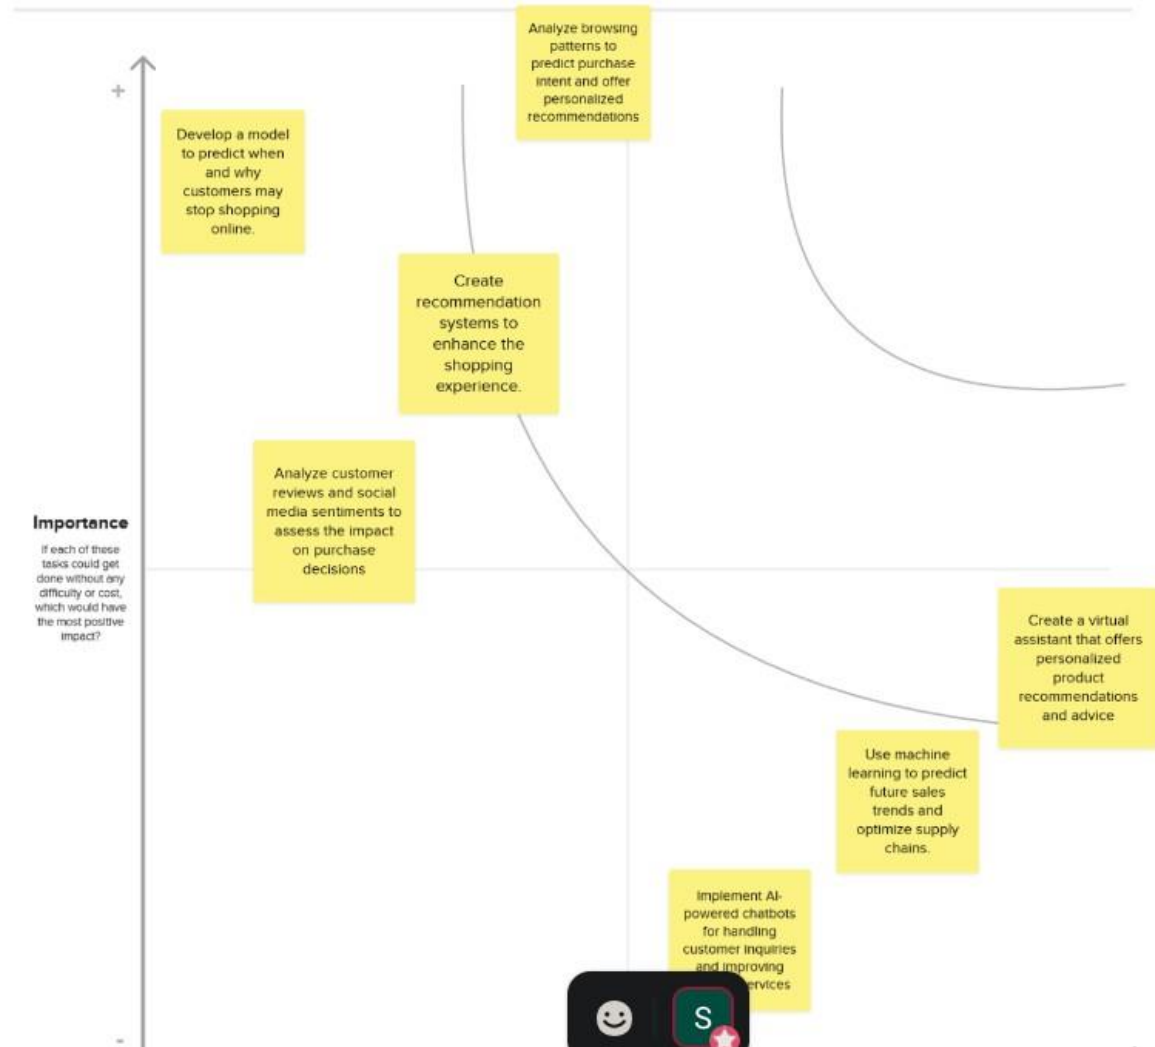 Analyze browsing
patterns to
predict purchase
intent and offer
personalized
recommendations
+
Develop a model
to predict when
and why
customers may
stop shopping
online.
Create
recommendation
systems to
enhance the
shopping
experience.
Analyze customer
reviews and social
media sentiments to
assess the impact
on purchase
decisions
Importance
If each of these
tasks could get
done without any
difficulty or cost,
which would have
the most positive
impact?
Create a virtual
assistant that offers
personalized
product
recommendations
and advice
Use machine
learning to predict
future sales
trends and
optimize supply
chains.
Implement AI-
powered chatbots
for handling
customer inquiries
and improving
ervices
S
-